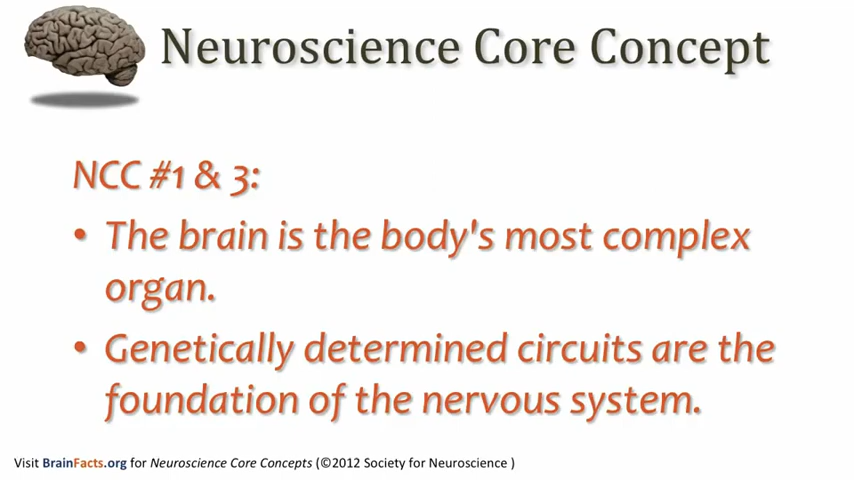 Neuroscience Core Concept
NCC #1 & 3:
• The brain is the body's most complex
organ.
• Genetically determined circuits are the
foundation of the nervous system.
Visit BrainFacts.org for Neuroscience Core Concepts (©2012 Society for Neuroscience )